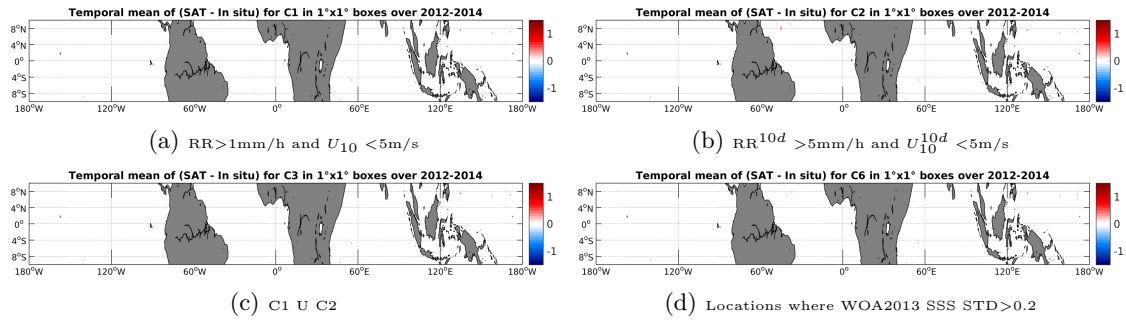 Temporal mean of (SAT - In situ) for C1 in 1°x1° boxes over 2012-2014
8°N
4°N
0°
4°S
8°S
180°W 120°W 60°W 0° 60°E 120°E 180°W
1
0
-1
(a) RR>1mm/h and U10 <5m/s
Temporal mean of (SAT - In situ) for C2 in 1°x1° boxes over 2012-2014
8°N
4°N
0°
4°S
8°S
180°W 120°W 60°W 0° 60°E 120°E 180°W
1
0
-1
(b) RR10d >5mm/h and U10 10d <5m/s
Temporal mean of (SAT - In situ) for C3 in 1°x1° boxes over 2012-2014
8°N
4°N
0°
4°S
8°S
180°W 120°W 60°W 0° 60°E 120°E 180°W
1
0
-1
(c) C1 U C2
Temporal mean of (SAT - In situ) for C6 in 1°x1° boxes over 2012-2014
8°N
4°N
0°
4°S
8°S
180°W 120°W 60°W 0° 60°E 120°E 180°W
1
0
-1
(d) Locations where WOA2013 SSS STD>0.2